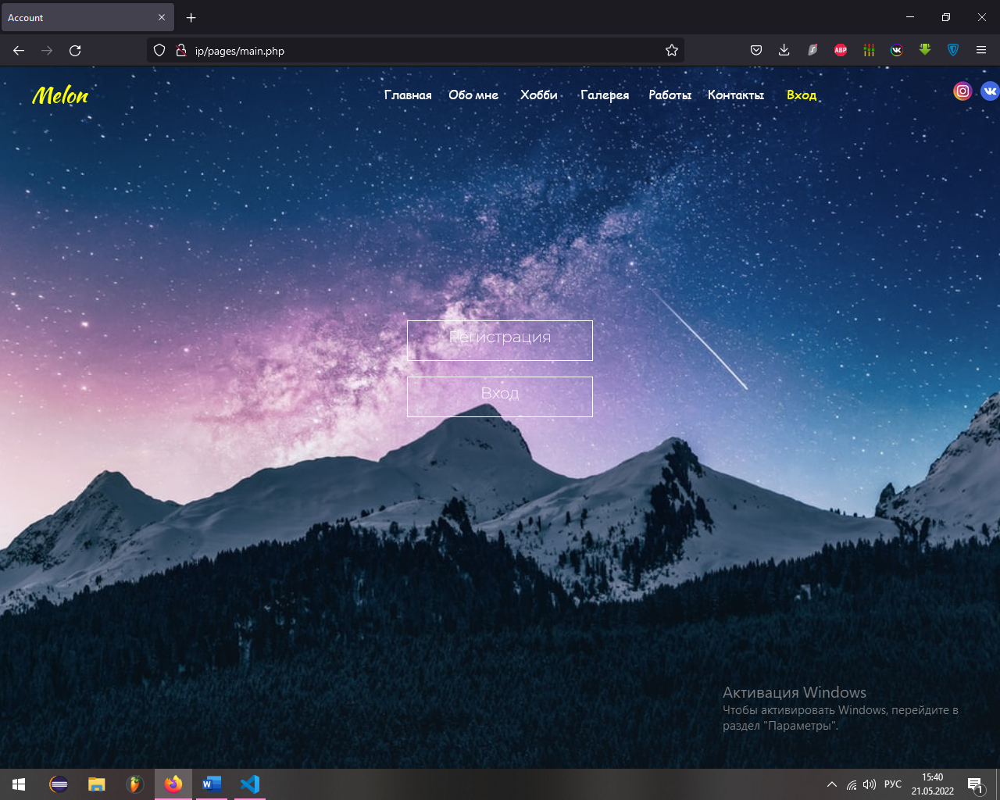 Account
ip/pages/main.php
ABP
Melon
Главная Обо мне Хобби Галерея Работы Контакты Вход
Регистрация
Вход
Активация Windows
Чтобы активировать Windows, перейдите в
раздел "Параметры".
РУС
15:40
21.05.2022
1